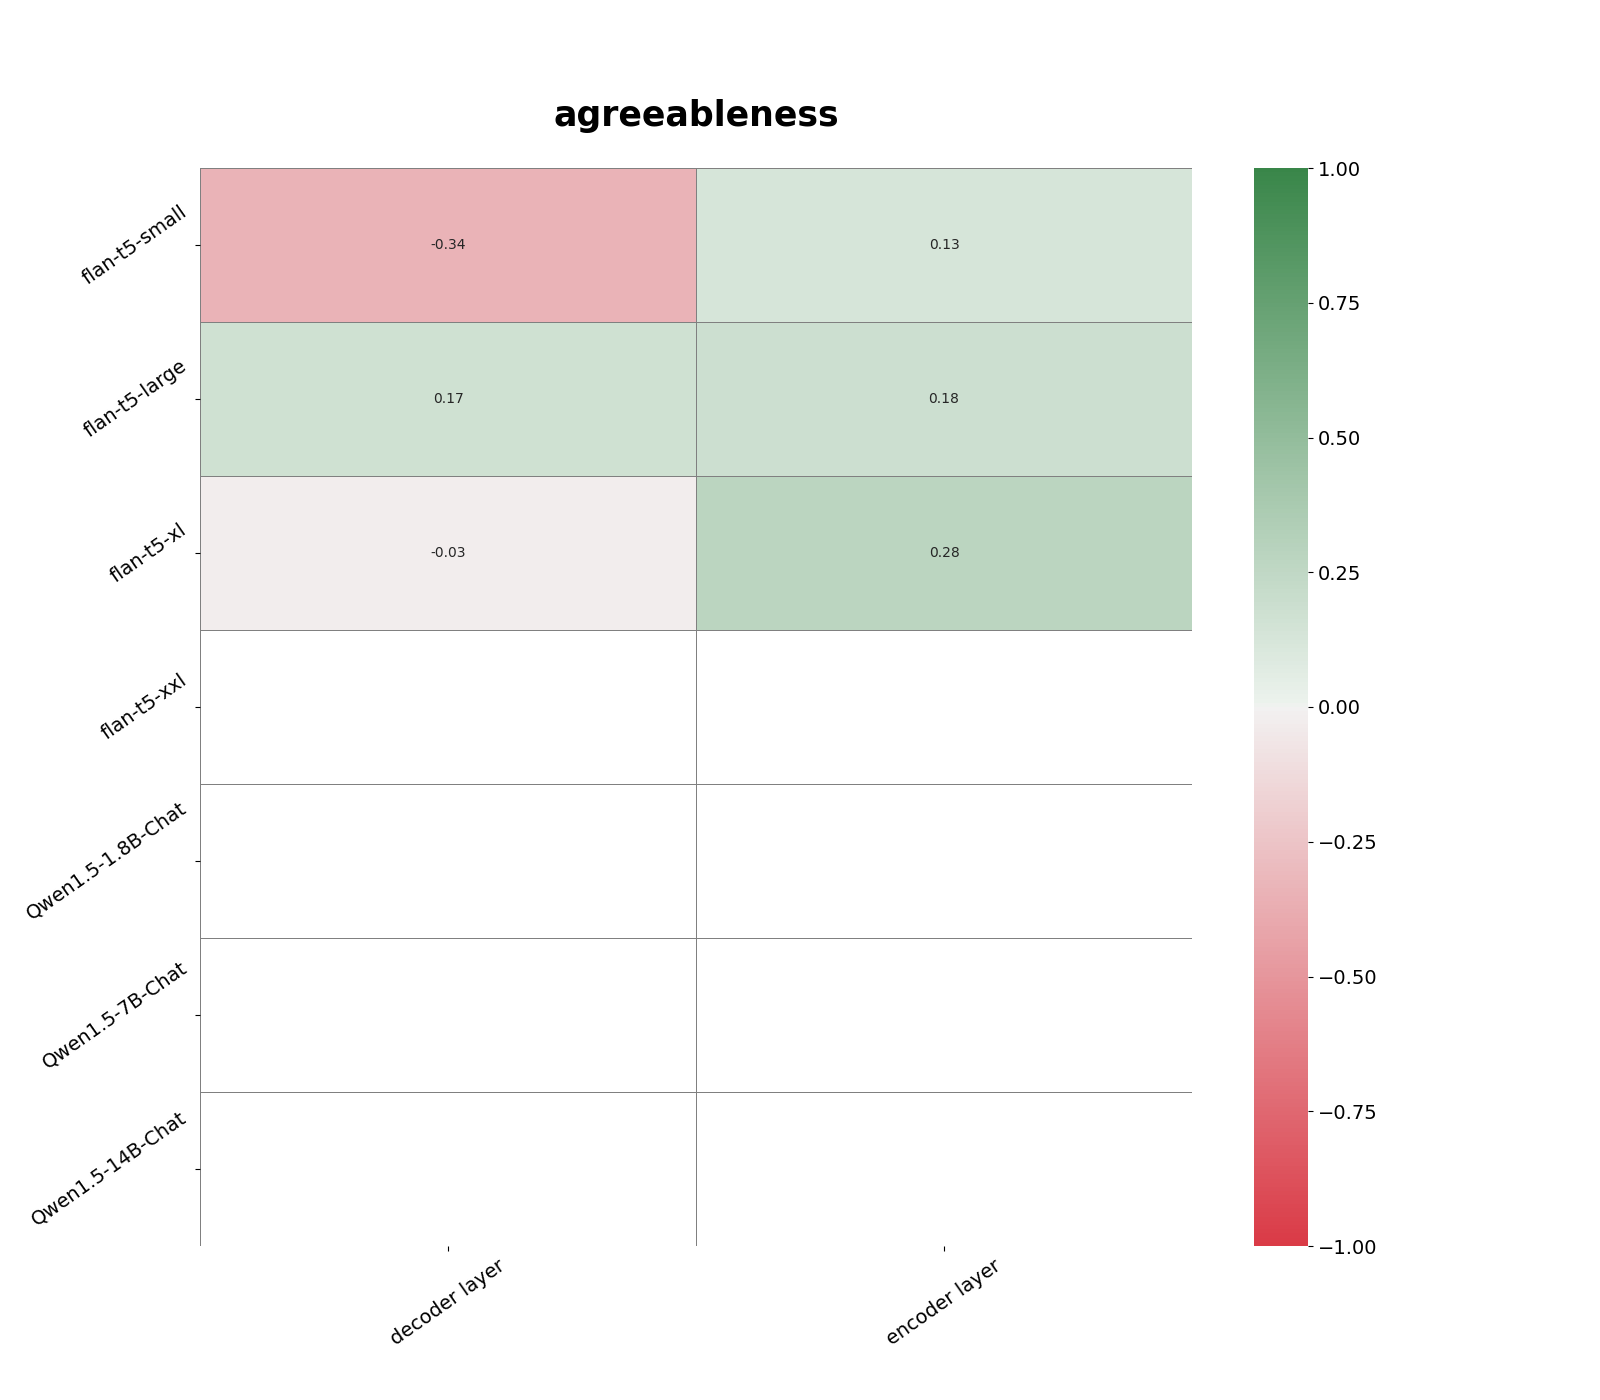 agreeableness
flan-t5-small
-0.34
0.13
flan-t5-large
0.17
0.18
flan-t5-xl
-0.03
0.28
flan-t5-xxl
Qwen1.5-1.8B-Chat
Qwen1.5-7B-Chat
Qwen1.5-14B-Chat
decoder layer
encoder layer
1.00
0.75
0.50
0.25
0.00
−0.25
−0.50
−0.75
−1.00